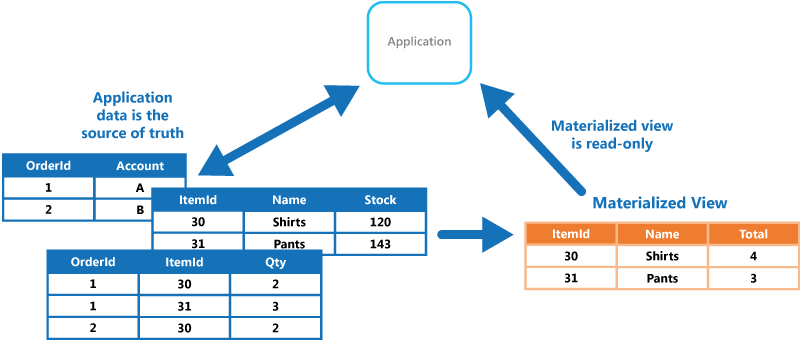 Application
Application
data is the
source of truth
Materialized view
is read-only
OrderId Account
1 A
2 B
ItemId Name Stock
30 Shirts 120
31 Pants 143
OrderId ItemId Qty
1 30 2
1 31 3
2 30 2
Materialized View
ItemId Name Total
30 Shirts 4
31 Pants 3